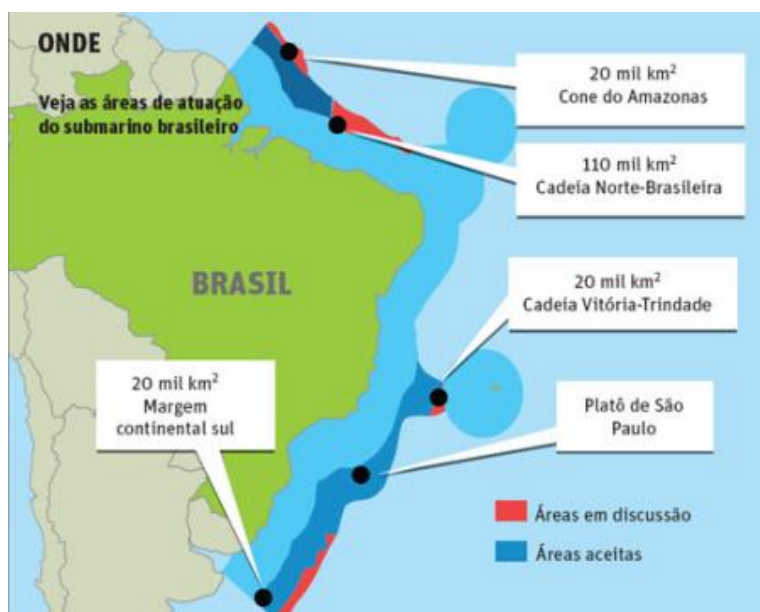 ONDE
Veja as áreas de atuação
do submarino brasileiro
20 mil km²
Cone do Amazonas
110 mil km²
Cadeia Norte-Brasileira
BRASIL
20 mil km²
Cadeia Vitória-Trindade
20 mil km²
Margem
continental sul
Platô de São
Paulo
Áreas em discussão
Áreas aceitas